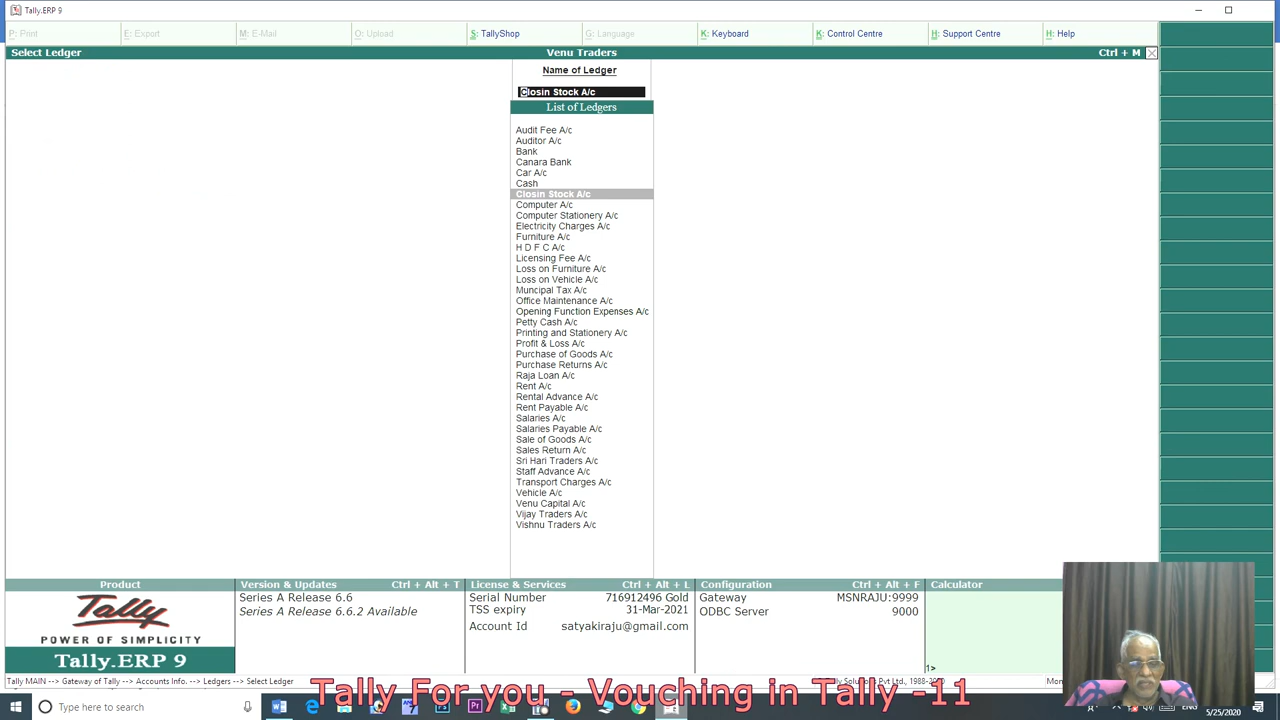 Tally.ERP 9
P: Print
E: Export
M: E-Mail
O: Upload
S: TallyShop
G: Language
K: Keyboard
K: Control Centre
H: Support Centre
H: Help
Select Ledger
Venu Traders
Ctrl + M
Name of Ledger
Closin Stock A/c
List of Ledgers
Audit Fee A/c
Auditor A/c
Bank
Canara Bank
Car A/c
Cash
Closin Stock A/c
Computer A/c
Computer Stationery A/c
Electricity Charges A/c
Furniture A/c
H D F C A/c
Licensing Fee A/c
Loss on Furniture A/c
Loss on Vehicle A/c
Muncipal Tax A/c
Office Maintenance A/c
Opening Function Expenses A/c
Petty Cash A/c
Printing and Stationery A/c
Profit & Loss A/c
Purchase of Goods A/c
Purchase Returns A/c
Raja Loan A/c
Rent A/c
Rental Advance A/c
Rent Payable A/c
Salaries A/c
Salaries Payable A/c
Sale of Goods A/c
Sales Return A/c
Sri Hari Traders A/c
Staff Advance A/c
Transport Charges A/c
Vehicle A/c
Venu Capital A/c
Vijay Traders A/c
Vishnu Traders A/c
Product
Tally
POWER OF SIMPLICITY
Tally.ERP 9
Version & Updates Ctrl + Alt + T
Series A Release 6.6
Series A Release 6.6.2 Available
License & Services Ctrl + Alt + L
Serial Number 716912496 Gold
TSS expiry 31-Mar-2021
Account Id satyakiraju@gmail.com
Configuration Ctrl + Alt + F
Gateway MSNRAJU:9999
ODBC Server 9000
Calculator
1>
Tally MAIN --> Gateway of Tally --> Accounts Info. --> Ledgers --> Select Ledger
Pvt. Ltd., 1988-
Tally For you - Vouching in Tally -11
Type here to search
5/25/2020